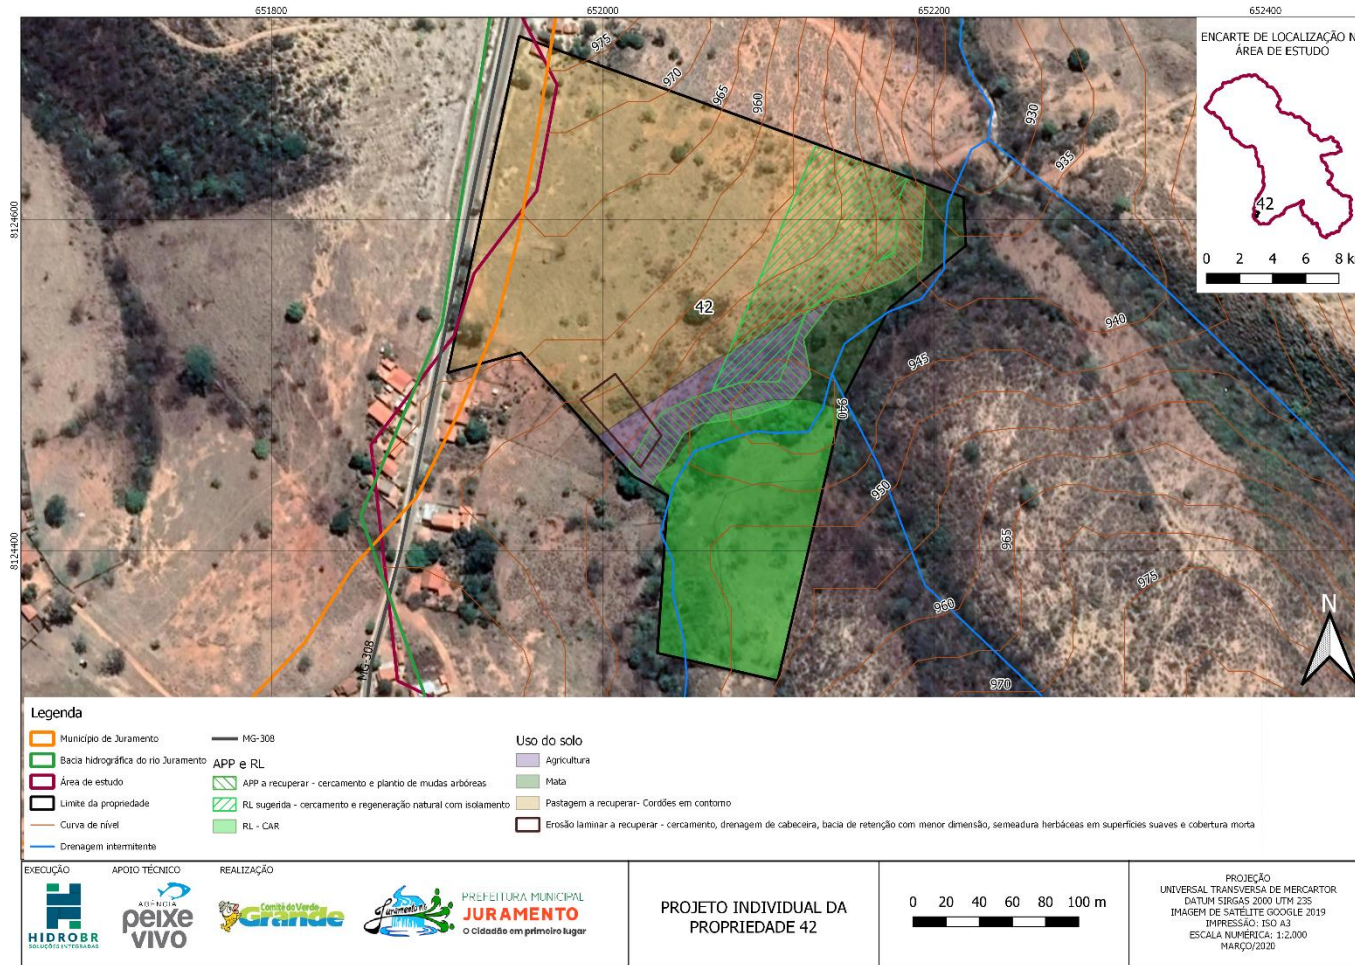 651800
652000
652200
652400
8124600
8124400
975
970
965
960
930
935
940
945
940
950
965
975
960
970
42
MG-308
ENCARTE DE LOCALIZAÇÃO N
ÁREA DE ESTUDO
42
0 2 4 6 8 k
N
Legenda
Município de Juramento
Bacia hidrográfica do rio Juramento
Área de estudo
Limite da propriedade
Curva de nível
Drenagem intermitente
MG-308
APP e RL
APP a recuperar - cercamento e plantio de mudas arbóreas
RL sugerida - cercamento e regeneração natural com isolamento
RL - CAR
Uso do solo
Agricultura
Mata
Pastagem a recuperar- Cordões em contorno
Erosão laminar a recuperar - cercamento, drenagem de cabeceira, bacia de retenção com menor dimensão, semeadura herbáceas em superfícies suaves e cobertura morta
EXECUÇÃO
HIDROBR
SOLUÇÕES INTEGRADAS
APOIO TÉCNICO
AGÊNCIA
peixe
vivo
REALIZAÇÃO
Comitê do Verde
Grande
Juramento
PREFEITURA MUNICIPAL
JURAMENTO
O Cidadão em primeiro lugar
PROJETO INDIVIDUAL DA
PROPRIEDADE 42
0 20 40 60 80 100 m
PROJEÇÃO
UNIVERSAL TRANSVERSA DE MERCARTOR
DATUM SIRGAS 2000 UTM 23S
IMAGEM DE SATÉLITE GOOGLE 2019
IMPRESSÃO: ISO A3
ESCALA NUMÉRICA: 1:2.000
MARÇO/2020